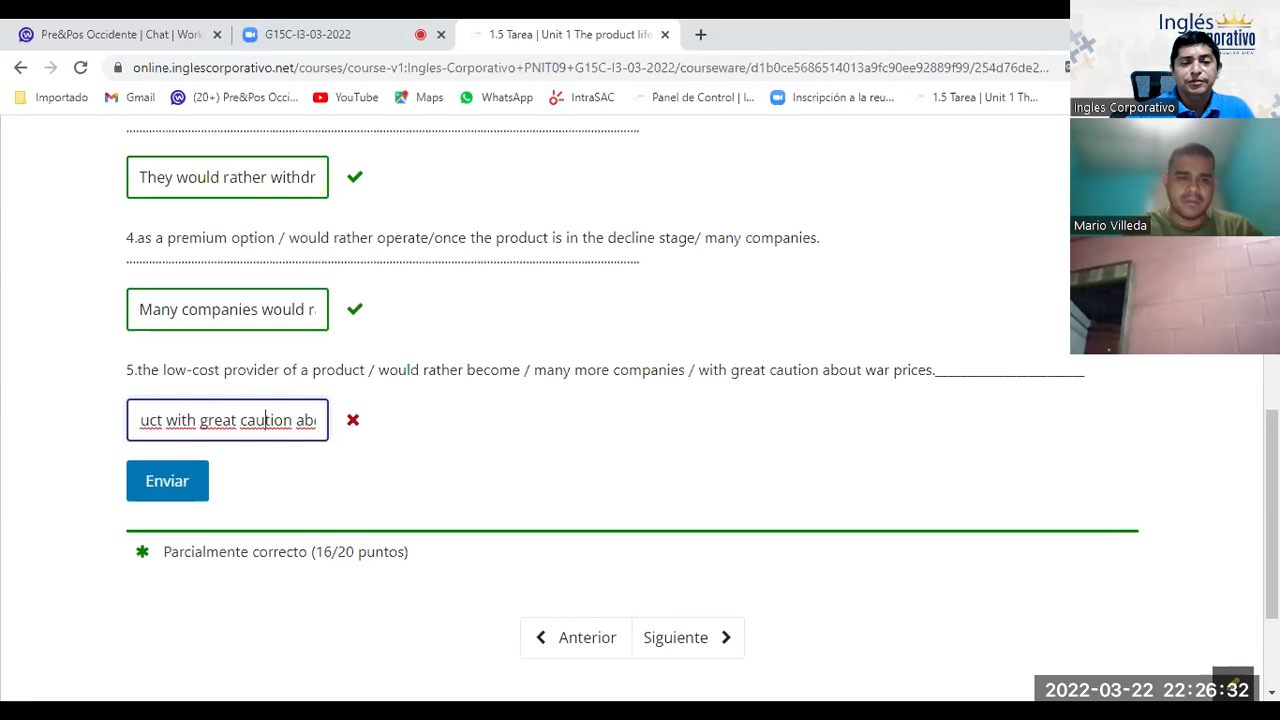 Pre&Pos Occidente | Chat | Work
G15C-I3-03-2022
1.5 Tarea | Unit 1 The product life
online.inglescorporativo.net/courses/course-v1:Ingles-Corporativo+PNIT09+G15C-I3-03-2022/courseware/d1b0ce5686514013a9fc90ee92889f99/254d76de2...
Importado
Gmail
(20+) Pre&Pos Occi...
YouTube
Maps
WhatsApp
IntraSAC
Panel de Control | I...
Inscripción a la reu...
1.5 Tarea | Unit 1 Th...
Inglés
Ingles Corporativo
Mario Villeda
They would rather withdr
4.as a premium option / would rather operate/once the product is in the decline stage/ many companies.
Many companies would r
5.the low-cost provider of a product / would rather become / many more companies / with great caution about war prices.
uct with great caution abo
Enviar
Parcialmente correcto (16/20 puntos)
Anterior
Siguiente
2022-03-22 22:26:32